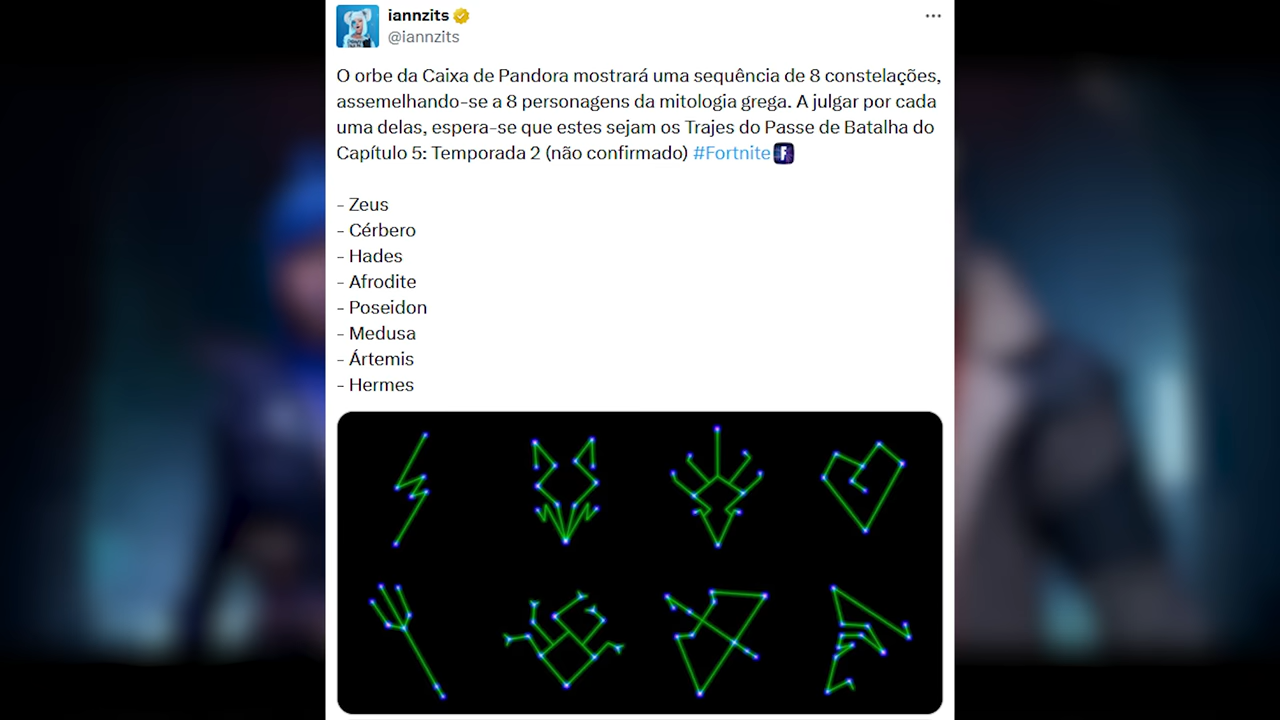 iannzits
@iannzits
O orbe da Caixa de Pandora mostrará uma sequência de 8 constelações,
assemelhando-se a 8 personagens da mitologia grega. A julgar por cada
uma delas, espera-se que estes sejam os Trajes do Passe de Batalha do
Capítulo 5: Temporada 2 (não confirmado) #Fortnite
- Zeus
- Cérbero
- Hades
- Afrodite
- Poseidon
- Medusa
- Ártemis
- Hermes